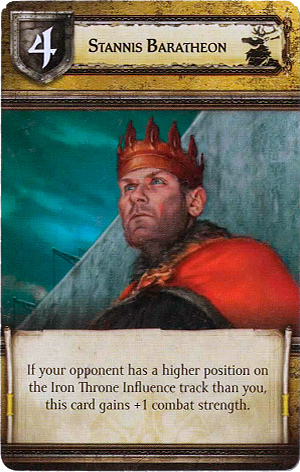 4
Stannis Baratheon
If your opponent has a higher position on
the Iron Throne Influence track than you,
this card gains +1 combat strength.